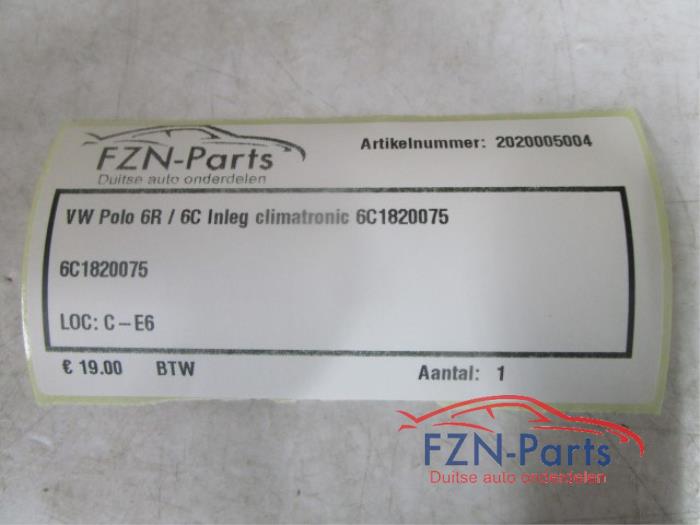 FZN-Parts
Duitse auto onderdelen
Artikelnummer: 2020005004
VW Polo 6R / 6C Inleg climatronic 6C1820075
6C1820075
LOC: C-E6
€ 19.00 BTW Aantal: 1
FZN-Parts
Duitse auto onderdelen